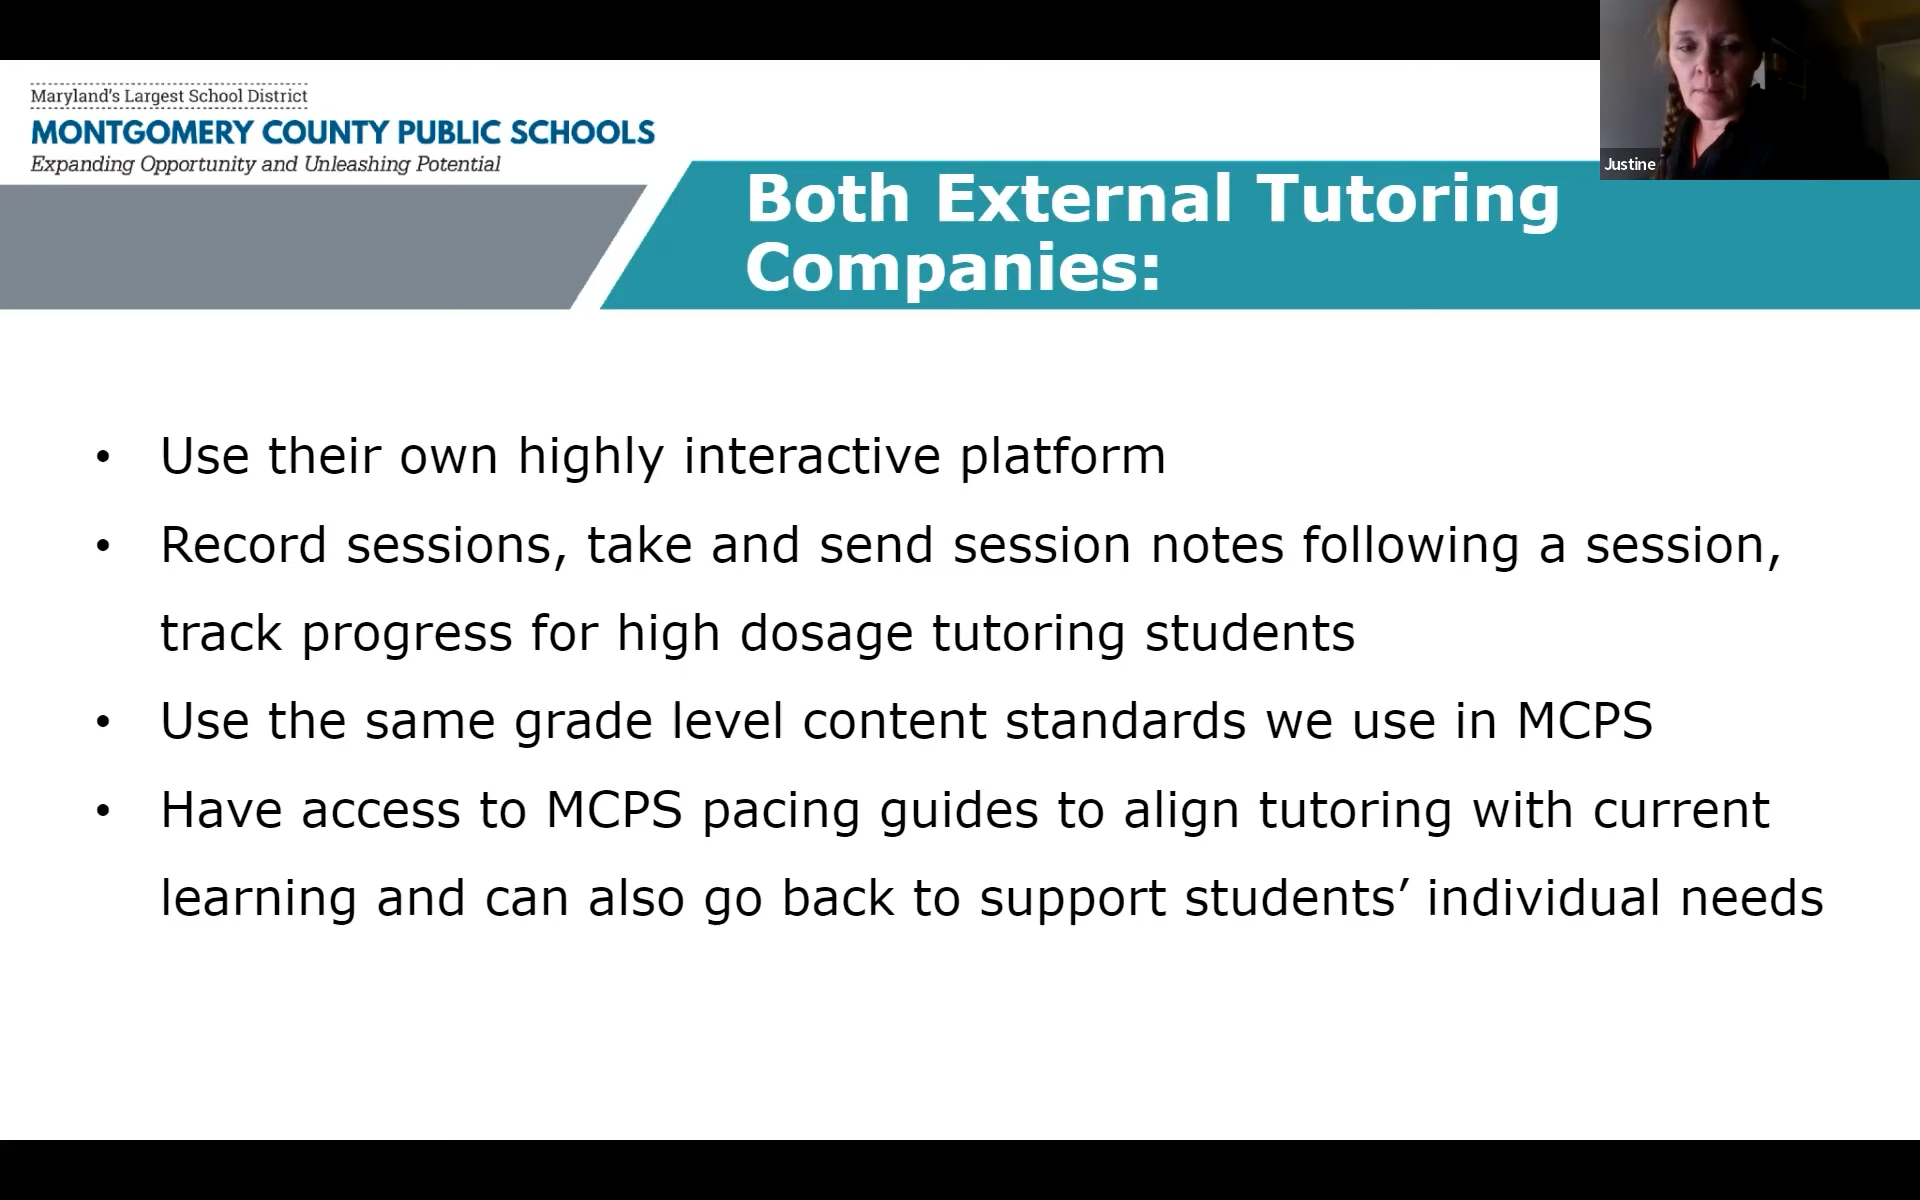 Maryland's Largest School District
MONTGOMERY COUNTY PUBLIC SCHOOLS
Expanding Opportunity and Unleashing Potential
Justine
Both External Tutoring
Companies:
• Use their own highly interactive platform
• Record sessions, take and send session notes following a session,
track progress for high dosage tutoring students
• Use the same grade level content standards we use in MCPS
• Have access to MCPS pacing guides to align tutoring with current
learning and can also go back to support students’ individual needs